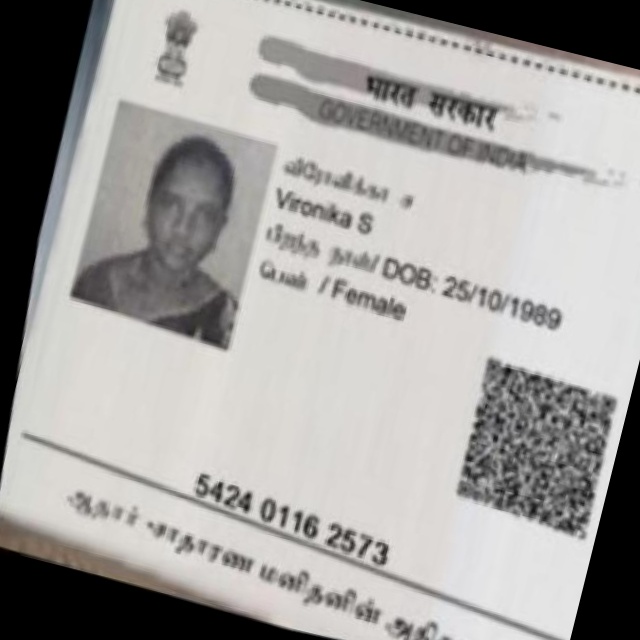 भारत सरकार
GOVERNMENT OF INDIA
Vironika S
பிறந்த நாள்/ DOB: 25/10/1989
பெண் / Female
5424 0116 2573
ஆதார் - சாதாரண மனிதனின்